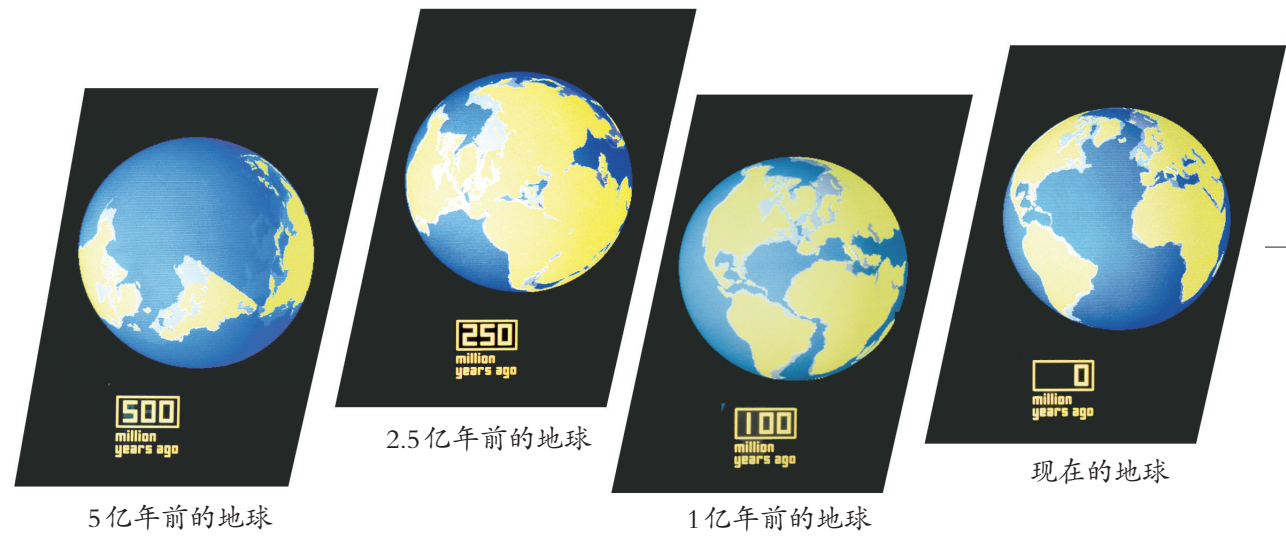 500
million
years ago
5亿年前的地球
250
million
years ago
2.5亿年前的地球
100
million
years ago
1亿年前的地球
0
million
years ago
现在的地球